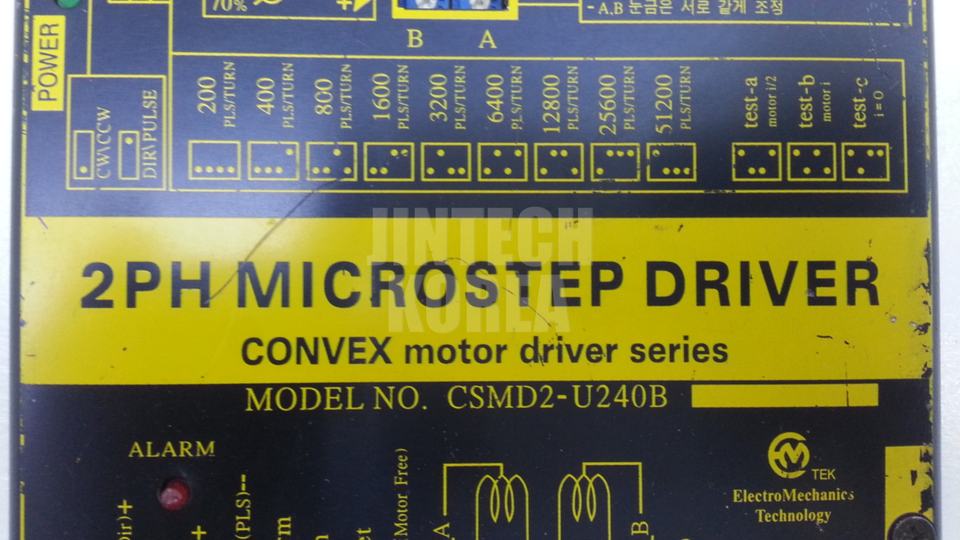 70%
- A,B 눈금은 서로 같게 조정
B A
POWER
CW\CCW
DIR\PULSE
200 PLS/TURN
400 PLS/TURN
800 PLS/TURN
1600 PLS/TURN
3200 PLS/TURN
6400 PLS/TURN
12800 PLS/TURN
25600 PLS/TURN
51200 PLS/TURN
test-a motor i/2
test-b motor i
test-c i = O
JINTECH
KOREA
2PH MICROSTEP DRIVER
CONVEX motor driver series
MODEL NO. CSMD2-U240B
ALARM
(PLS)--
(Motor Free)
A
B
TEK
ElectroMechanics
Technology